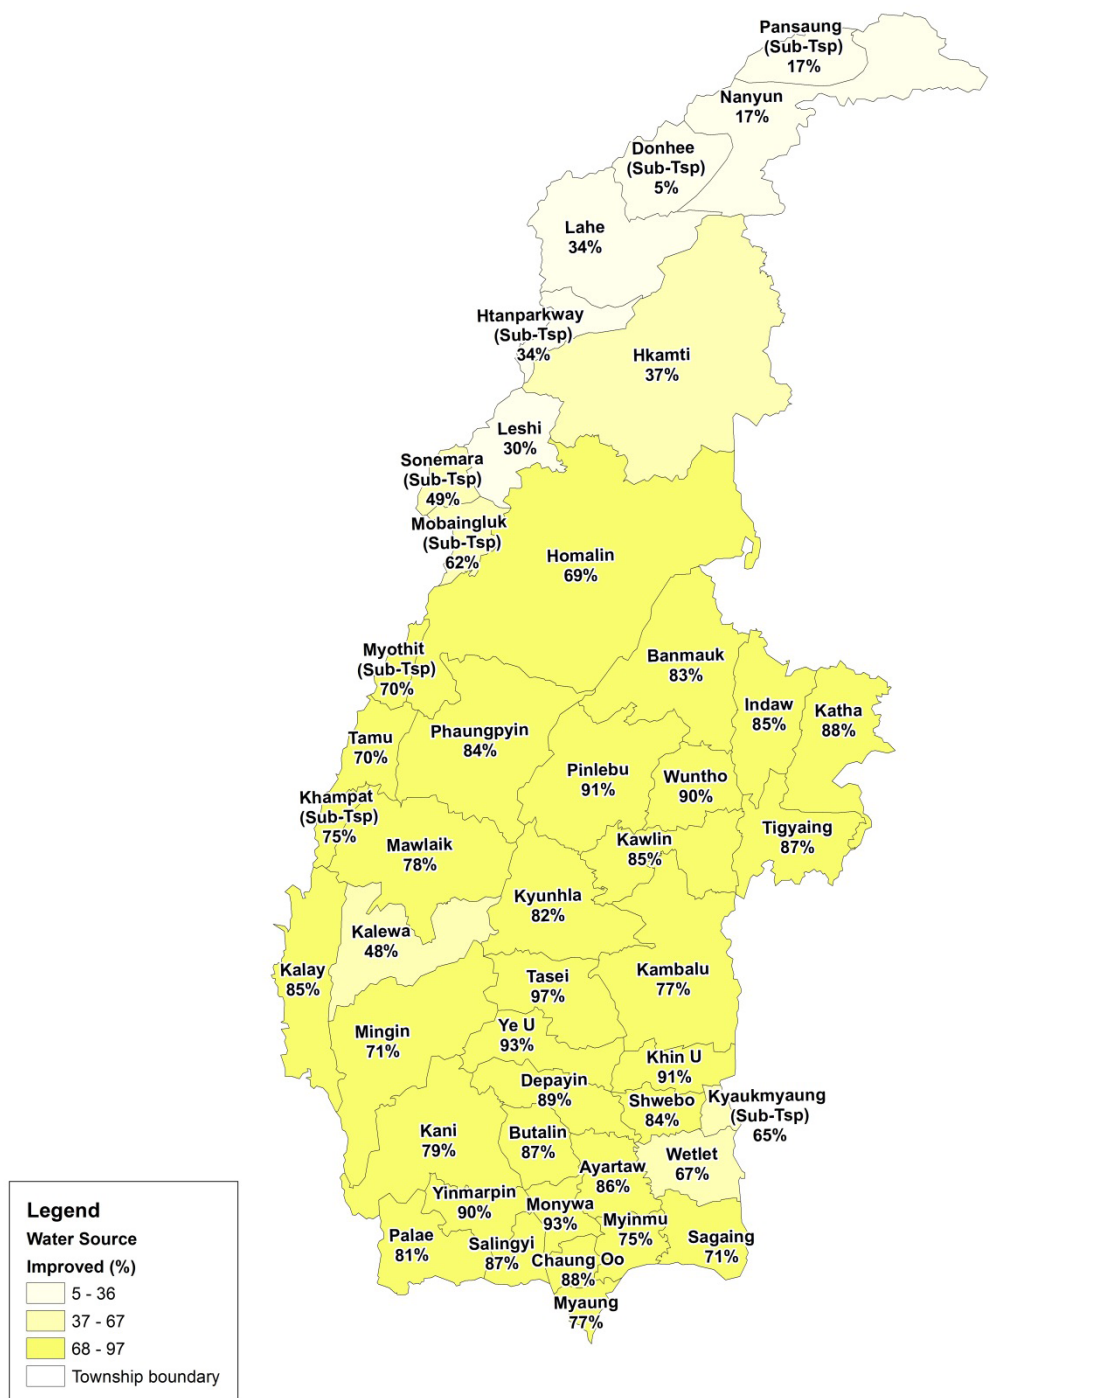 Pansaung
(Sub-Tsp)
17%
Nanyun
17%
Donhee
(Sub-Tsp)
5%
Lahe
34%
Htanparkway
(Sub-Tsp)
34%
Hkamti
37%
Leshi
30%
Sonemara
(Sub-Tsp)
49%
Mobaingluk
(Sub-Tsp)
62%
Homalin
69%
Myothit
(Sub-Tsp)
70%
Banmauk
83%
Indaw
85%
Katha
88%
Tamu
70%
Phaungpyin
84%
Pinlebu
91%
Wuntho
90%
Khampat
(Sub-Tsp)
75%
Mawlaik
78%
Kawlin
85%
Tigyaing
87%
Kyunhla
82%
Kalewa
48%
Kalay
85%
Tasei
97%
Kambalu
77%
Mingin
71%
Ye U
93%
Khin U
91%
Depayin
89%
Shwebo
84%
Kyaukmyaung
(Sub-Tsp)
65%
Kani
79%
Butalin
87%
Wetlet
67%
Ayartaw
86%
Yinmarpin
90%
Monywa
93%
Myinmu
75%
Sagaing
71%
Palae
81%
Salingyi
87%
Chaung Oo
88%
Myaung
77%
Legend
Water Source
Improved (%)
5 - 36
37 - 67
68 - 97
Township boundary